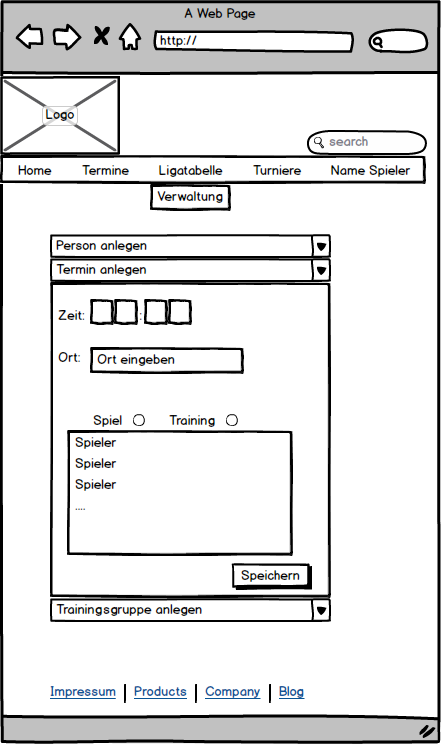 A Web Page
http://
Logo
search
Home Termine Ligatabelle Turniere Name Spieler
Verwaltung
Person anlegen
Termin anlegen
Zeit: :
Ort: Ort eingeben
Spiel Training
Spieler
Spieler
Spieler
....
Speichern
Trainingsgruppe anlegen
Impressum | Products | Company | Blog